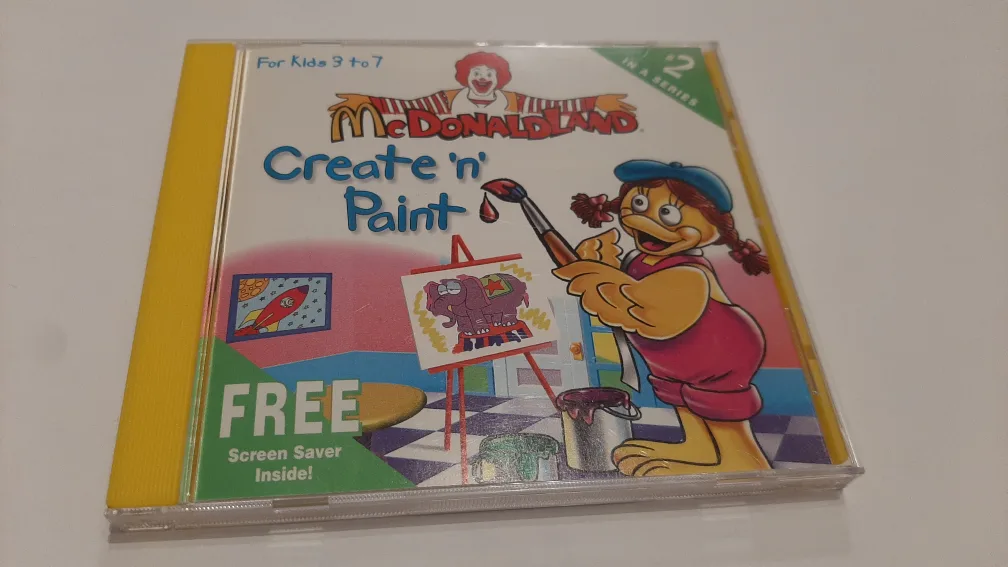 For Kids 3 to 7
#2
IN A SERIES
McDONALDLAND®
Create 'n'
Paint
FREE
Screen Saver
Inside!